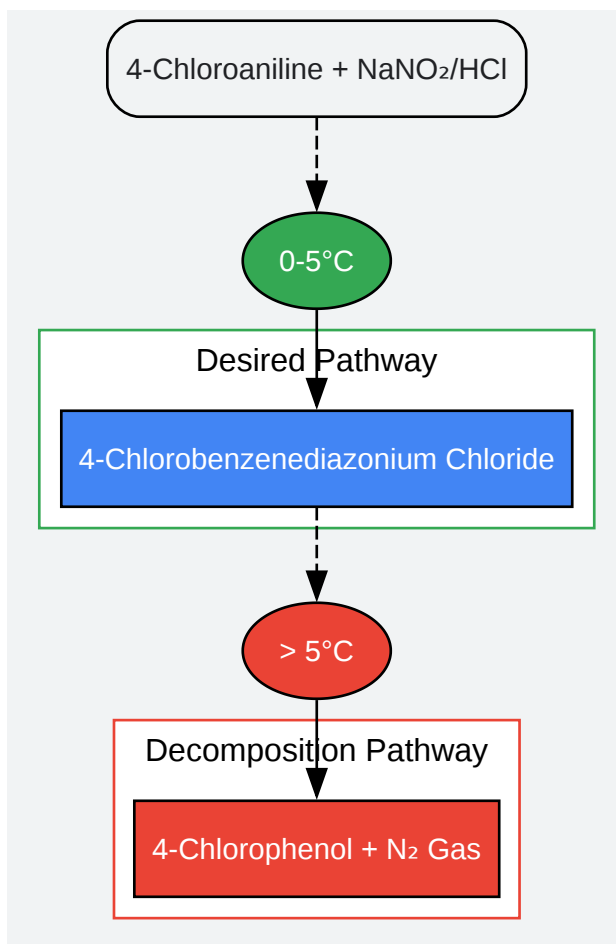 4-Chloroaniline + NaNO₂/HCl
0-5°C
Desired Pathway
4-Chlorobenzenediazonium Chloride
> 5°C
Decomposition Pathway
4-Chlorophenol + N₂ Gas